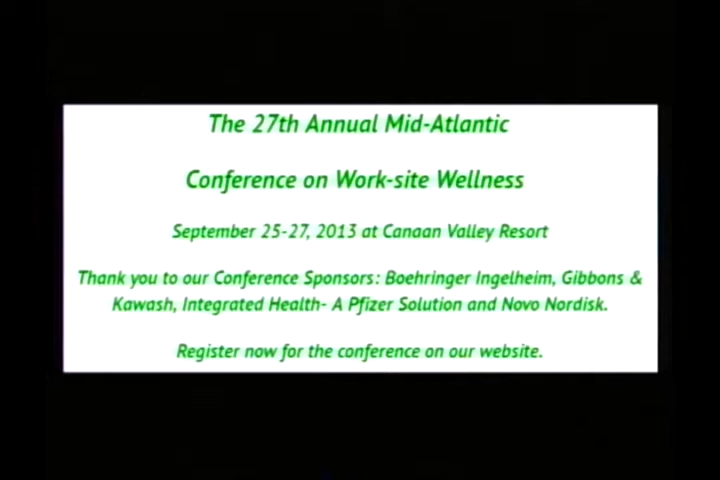 The 27th Annual Mid-Atlantic
Conference on Work-site Wellness
September 25-27, 2013 at Canaan Valley Resort
Thank you to our Conference Sponsors: Boehringer Ingelheim, Gibbons &
Kawash, Integrated Health- A Pfizer Solution and Novo Nordisk.
Register now for the conference on our website.